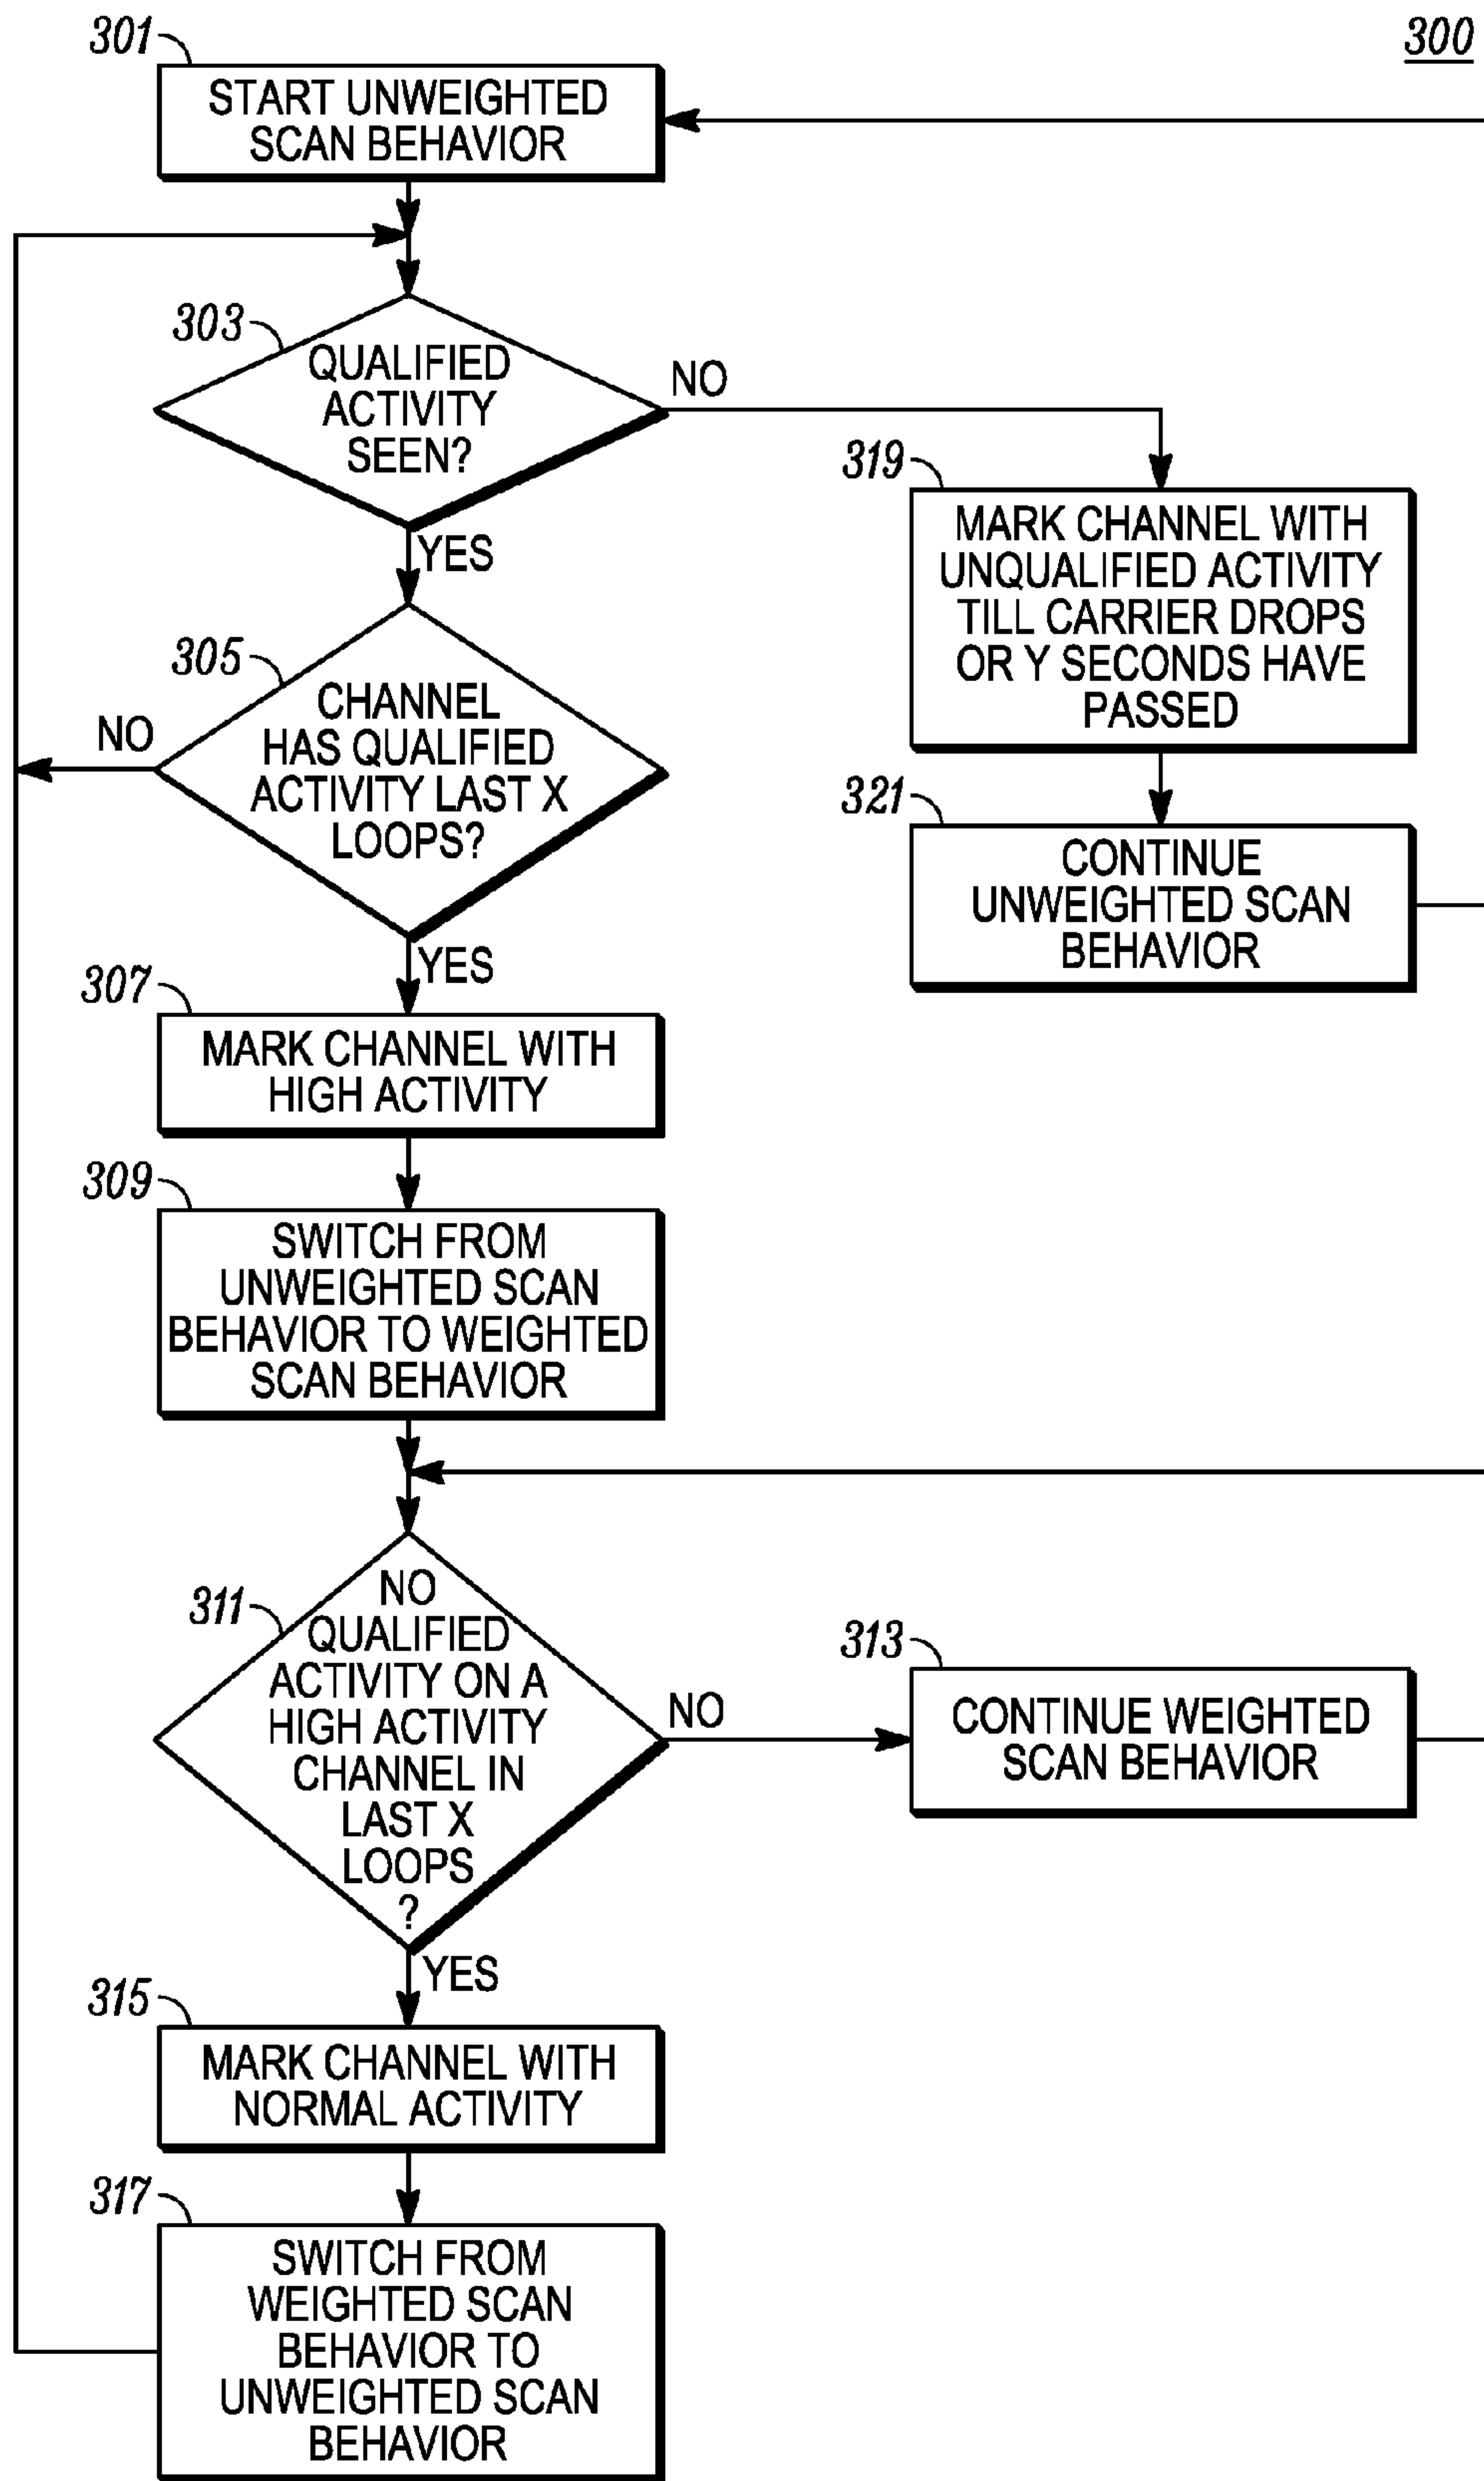 300
301
START UNWEIGHTED
SCAN BEHAVIOR
303
QUALIFIED
ACTIVITY
SEEN?
NO
YES
319
MARK CHANNEL WITH
UNQUALIFIED ACTIVITY
TILL CARRIER DROPS
OR Y SECONDS HAVE
PASSED
305
CHANNEL
HAS QUALIFIED
ACTIVITY LAST X
LOOPS?
NO
YES
321
CONTINUE
UNWEIGHTED SCAN
BEHAVIOR
307
MARK CHANNEL WITH
HIGH ACTIVITY
309
SWITCH FROM
UNWEIGHTED SCAN
BEHAVIOR TO WEIGHTED
SCAN BEHAVIOR
311
NO
QUALIFIED
ACTIVITY ON A
HIGH ACTIVITY
CHANNEL IN
LAST X
LOOPS
?
NO
YES
313
CONTINUE WEIGHTED
SCAN BEHAVIOR
315
MARK CHANNEL WITH
NORMAL ACTIVITY
317
SWITCH FROM
WEIGHTED SCAN
BEHAVIOR TO
UNWEIGHTED SCAN
BEHAVIOR